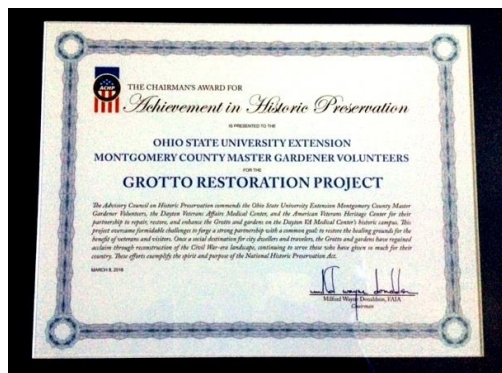 ACHP
THE CHAIRMAN'S AWARD FOR
Achievement in Historic Preservation
IS PRESENTED TO THE
OHIO STATE UNIVERSITY EXTENSION
MONTGOMERY COUNTY MASTER GARDENER VOLUNTEERS
FOR THE
GROTTO RESTORATION PROJECT
The Advisory Council on Historic Preservation commends the Ohio State University Extension Montgomery County Master
Gardener Volunteers, the Dayton Veterans Affairs Medical Center, and the American Veterans Heritage Center for their
partnership to repair, restore, and enhance the Grotto and gardens on the Dayton VA Medical Center's historic campus. This
project overcame formidable challenges to forge a strong partnership with a common goal: to restore the healing grounds for the
benefit of veterans and visitors. Once a social destination for city dwellers and travelers, the Grotto and gardens have regained
acclaim through reconstruction of the Civil War-era landscape, continuing to serve those who have given so much for their
country. These efforts exemplify the spirit and purpose of the National Historic Preservation Act.
MARCH 8, 2018
Milford Wayne Donaldson, FAIA
Chairman